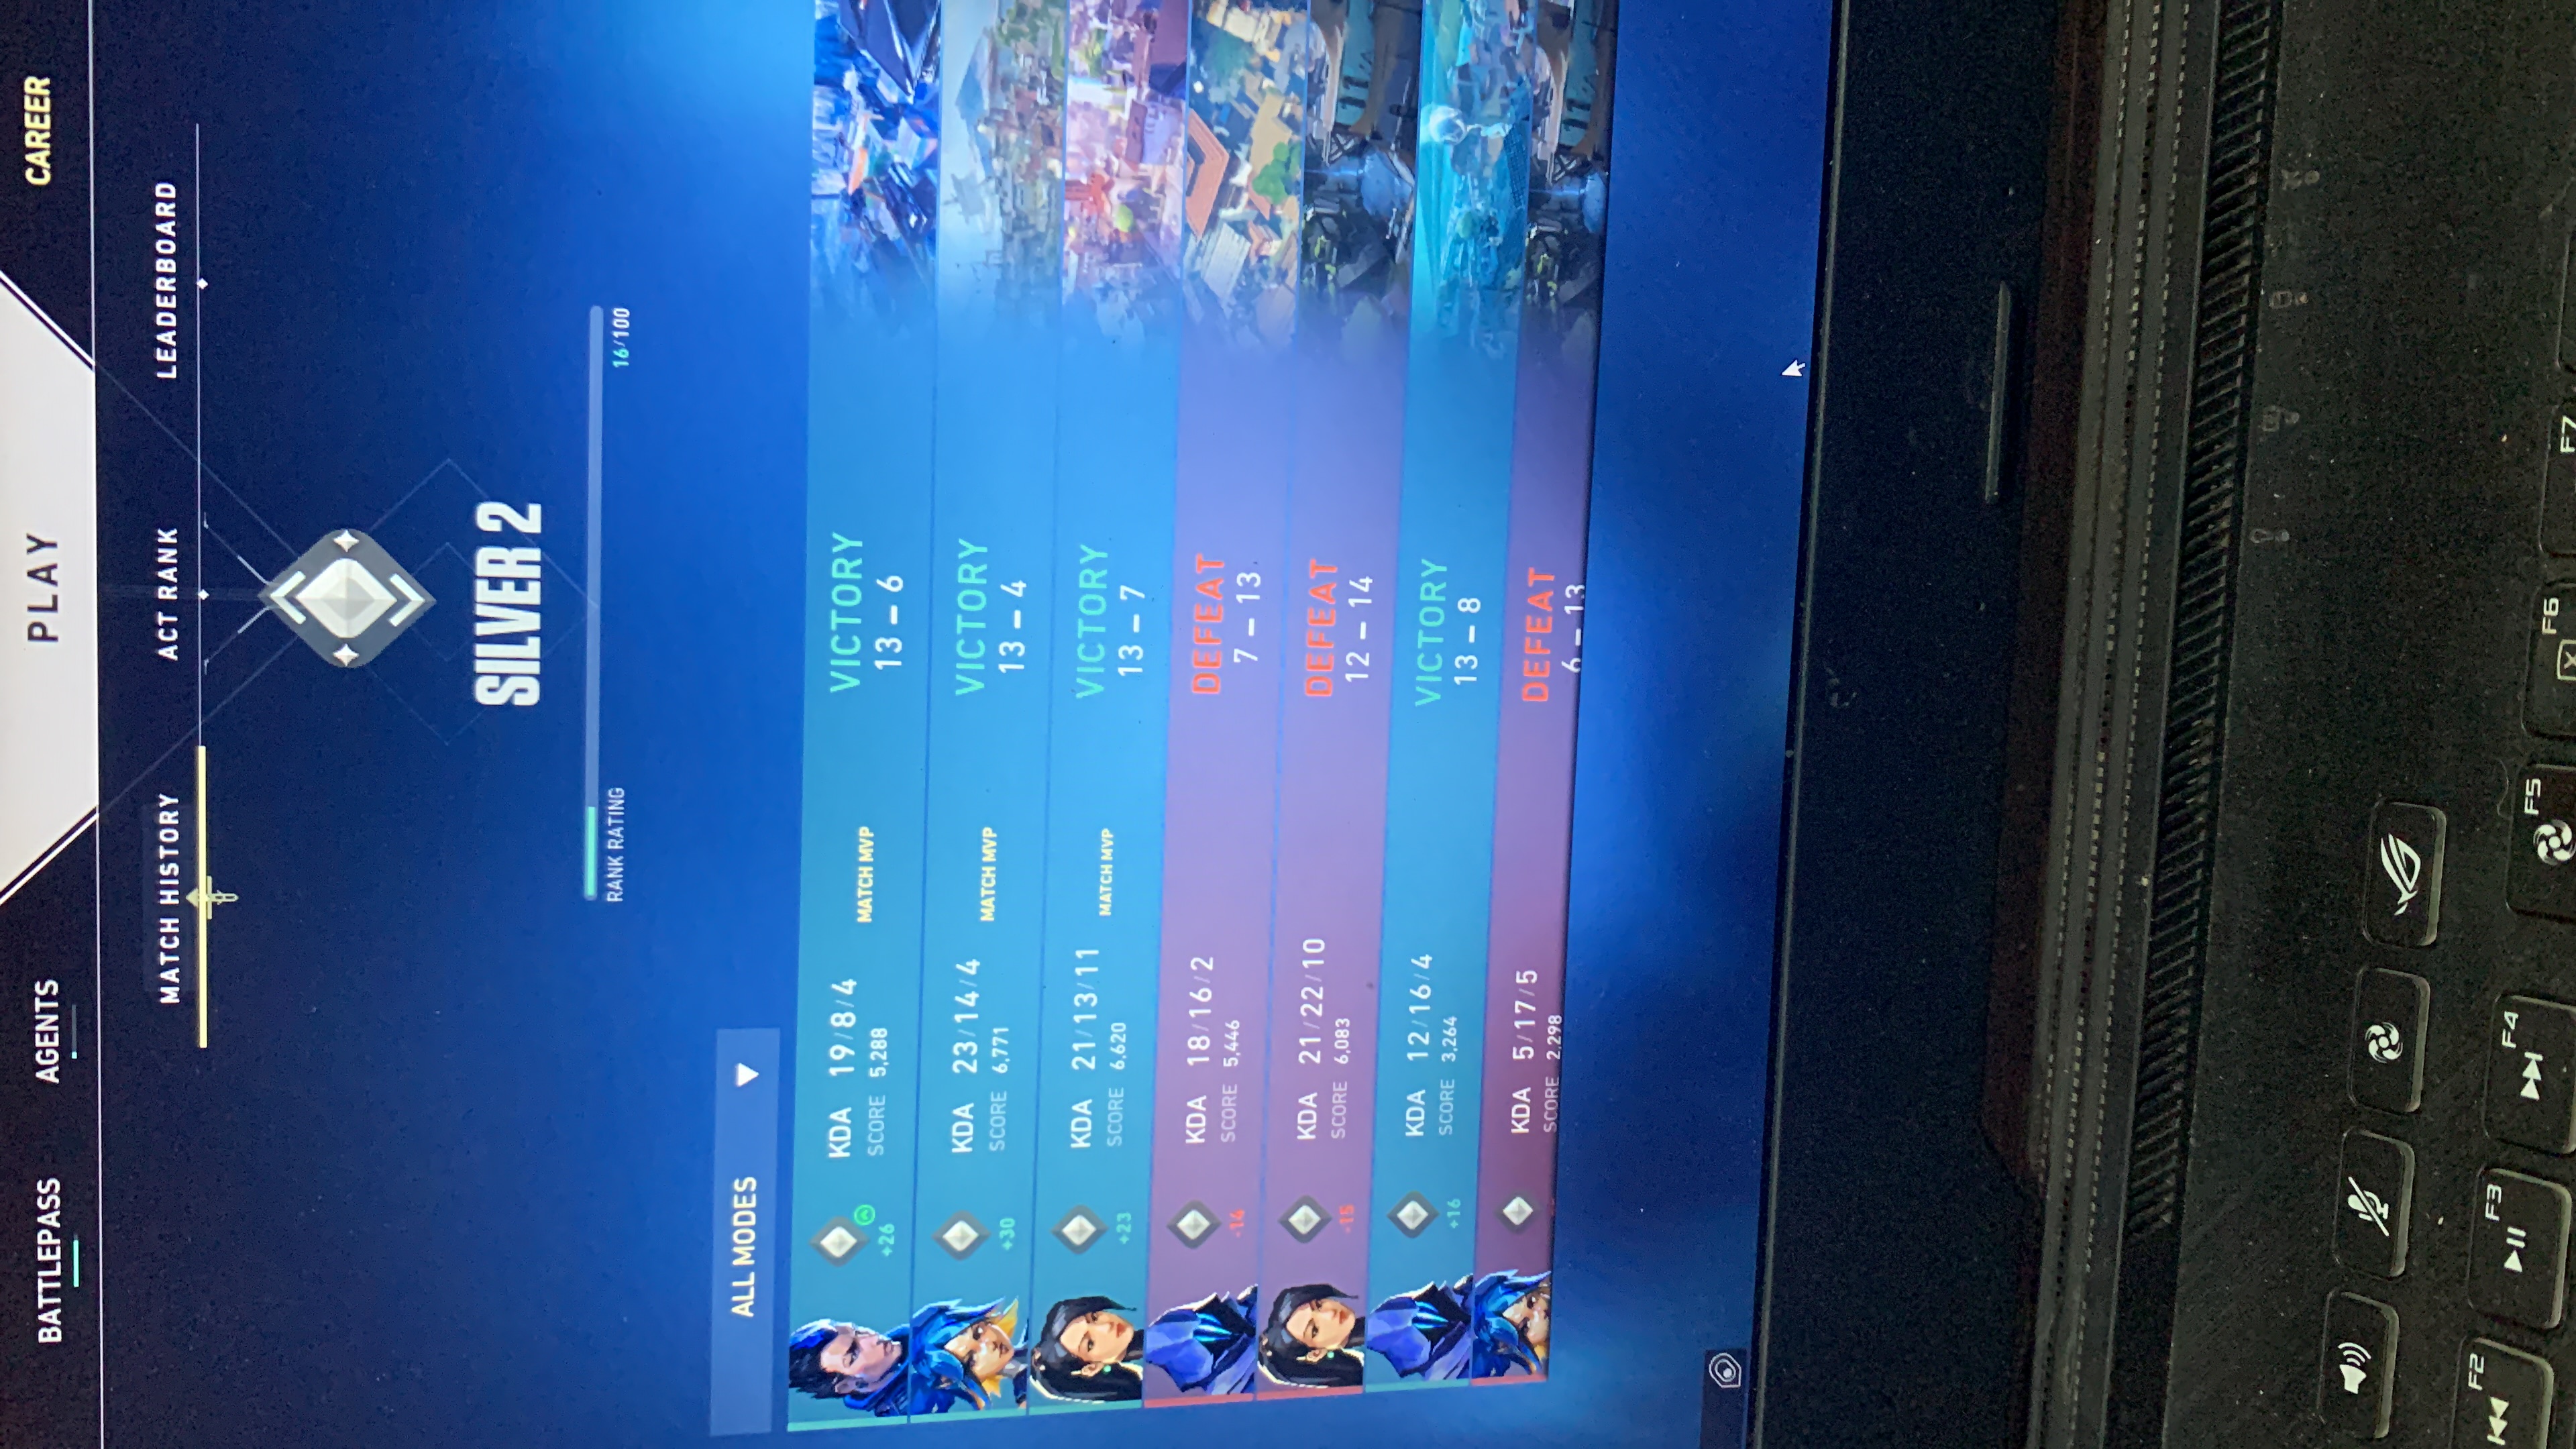 BATTLEPASS
AGENTS
PLAY
CAREER
MATCH HISTORY
ACT RANK
LEADERBOARD
SILVER 2
RANK RATING
16/100
ALL MODES
+26
KDA 19/8/4
SCORE 5,288
MATCH MVP
VICTORY
13 – 6
+30
KDA 23/14/4
SCORE 6,771
MATCH MVP
VICTORY
13 – 4
+23
KDA 21/13/11
SCORE 6,620
MATCH MVP
VICTORY
13 – 7
-14
KDA 18/16/2
SCORE 5,446
DEFEAT
7 – 13
-15
KDA 21/22/10
SCORE 6,083
DEFEAT
12 – 14
+16
KDA 12/16/4
SCORE 3,264
VICTORY
13 – 8
KDA 5/17/5
SCORE 2,298
DEFEAT
6 – 13
F2
F3
F4
F5
F6
F7